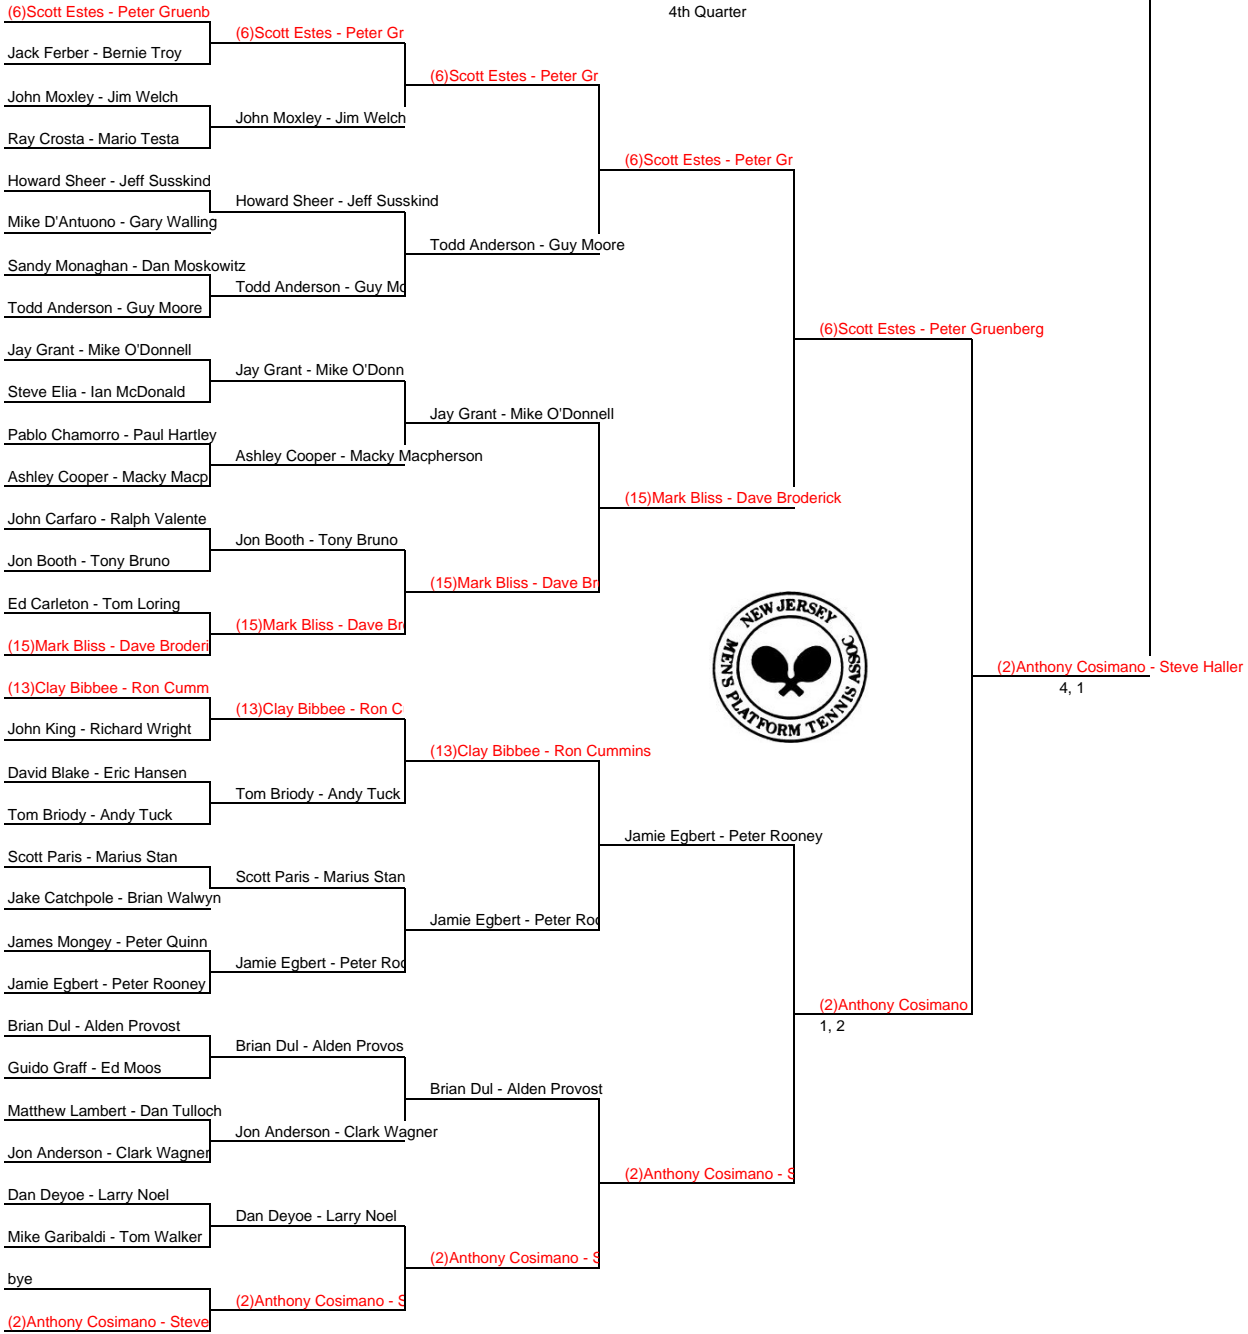 4th Quarter
(6)Scott Estes - Peter Gruenb
Jack Ferber - Bernie Troy
John Moxley - Jim Welch
Ray Crosta - Mario Testa
Howard Sheer - Jeff Susskind
Mike D'Antuono - Gary Walling
Sandy Monaghan - Dan Moskowitz
Todd Anderson - Guy Moore
Jay Grant - Mike O'Donnell
Steve Elia - Ian McDonald
Pablo Chamorro - Paul Hartley
Ashley Cooper - Macky Macp
John Carfaro - Ralph Valente
Jon Booth - Tony Bruno
Ed Carleton - Tom Loring
(15)Mark Bliss - Dave Broderi
(13)Clay Bibbee - Ron Cumm
John King - Richard Wright
David Blake - Eric Hansen
Tom Briody - Andy Tuck
Scott Paris - Marius Stan
Jake Catchpole - Brian Walwyn
James Mongey - Peter Quinn
Jamie Egbert - Peter Rooney
Brian Dul - Alden Provost
Guido Graff - Ed Moos
Matthew Lambert - Dan Tulloch
Jon Anderson - Clark Wagner
Dan Deyoe - Larry Noel
Mike Garibaldi - Tom Walker
bye
(2)Anthony Cosimano - Steve
(6)Scott Estes - Peter Gr
John Moxley - Jim Welch
Howard Sheer - Jeff Susskind
Todd Anderson - Guy Mo
Jay Grant - Mike O'Donn
Ashley Cooper - Macky Macpherson
Jon Booth - Tony Bruno
(15)Mark Bliss - Dave Br
(13)Clay Bibbee - Ron C
Tom Briody - Andy Tuck
Scott Paris - Marius Stan
Jamie Egbert - Peter Roo
Brian Dul - Alden Provos
Jon Anderson - Clark Wagner
Dan Deyoe - Larry Noel
(2)Anthony Cosimano - S
(6)Scott Estes - Peter Gr
Todd Anderson - Guy Moore
Jay Grant - Mike O'Donnell
(15)Mark Bliss - Dave Br
(13)Clay Bibbee - Ron Cummins
Jamie Egbert - Peter Roo
Brian Dul - Alden Provost
(2)Anthony Cosimano - S
(6)Scott Estes - Peter Gr
(15)Mark Bliss - Dave Broderick
Jamie Egbert - Peter Rooney
(2)Anthony Cosimano - S
(6)Scott Estes - Peter Gruenberg
(2)Anthony Cosimano
1, 2
(2)Anthony Cosimano - Steve Haller
4, 1
NEW JERSEY
MEN'S PLATFORM TENNIS ASSOC